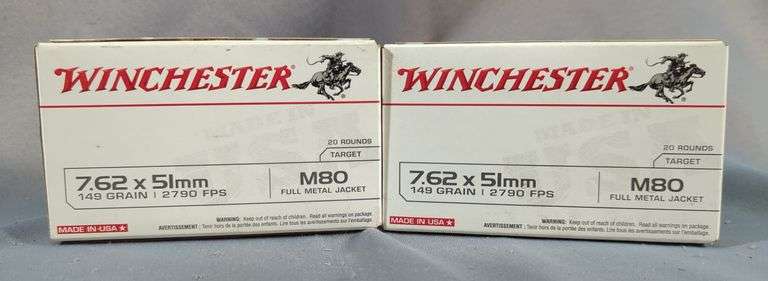 WINCHESTER ®
20 ROUNDS
TARGET
7.62 x 51mm
149 GRAIN | 2790 FPS
M80
FULL METAL JACKET
WARNING: Keep out of reach of children. Read all warnings on package.
AVERTISSEMENT: Tenir hors de la portée des enfants. Lire tous les avertissements sur l'emballage.
MADE IN USA ★
WINCHESTER ®
20 ROUNDS
TARGET
7.62 x 51mm
149 GRAIN | 2790 FPS
M80
FULL METAL JACKET
WARNING: Keep out of reach of children. Read all warnings on package.
AVERTISSEMENT: Tenir hors de la portée des enfants. Lire tous les avertissements sur l'emballage.
MADE IN USA ★